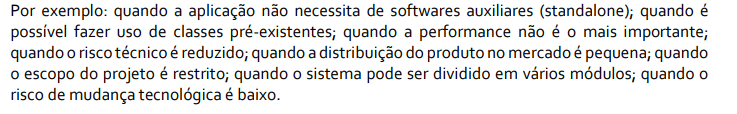 Por exemplo: quando a aplicação não necessita de softwares auxiliares (standalone); quando é
possível fazer uso de classes pré-existentes; quando a performance não é o mais importante;
quando o risco técnico é reduzido; quando a distribuição do produto no mercado é pequena; quando
o escopo do projeto é restrito; quando o sistema pode ser dividido em vários módulos; quando o
risco de mudança tecnológica é baixo.